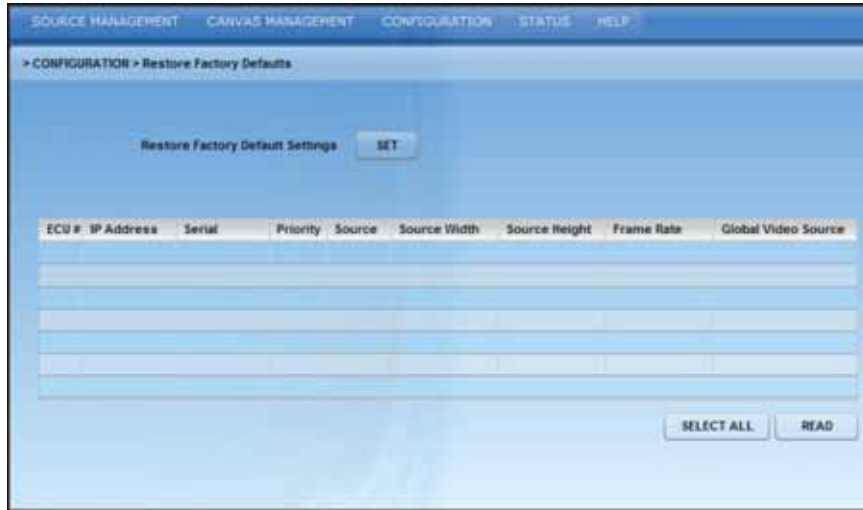 SOURCE MANAGEMENT CANVAS MANAGEMENT CONFIGURATION STATUS HELP
> CONFIGURATION > Restore Factory Defaults
Restore Factory Default Settings SET
ECU # IP Address Serial Priority Source Source Width Source Height Frame Rate Global Video Source
SELECT ALL READ